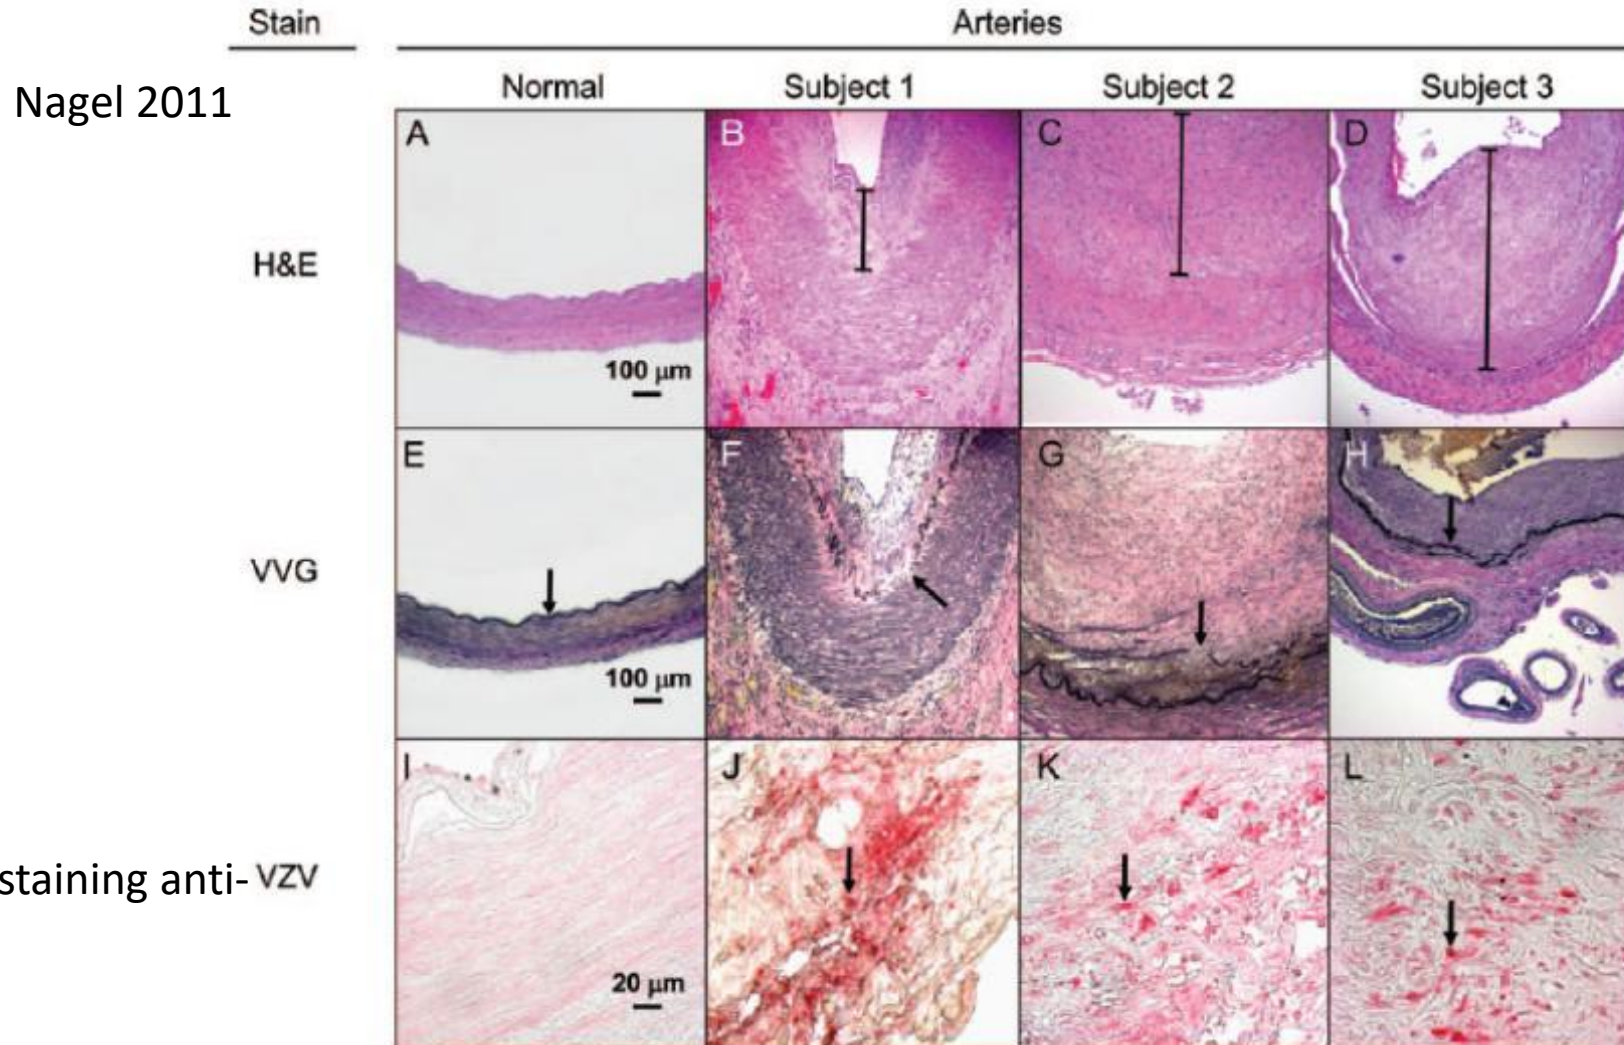 Stain Arteries
Normal Subject 1 Subject 2 Subject 3
Nagel 2011
A B C D
H&E
100 µm
E F G H
VVG
100 µm
I J K L
staining anti- VZV
20 µm